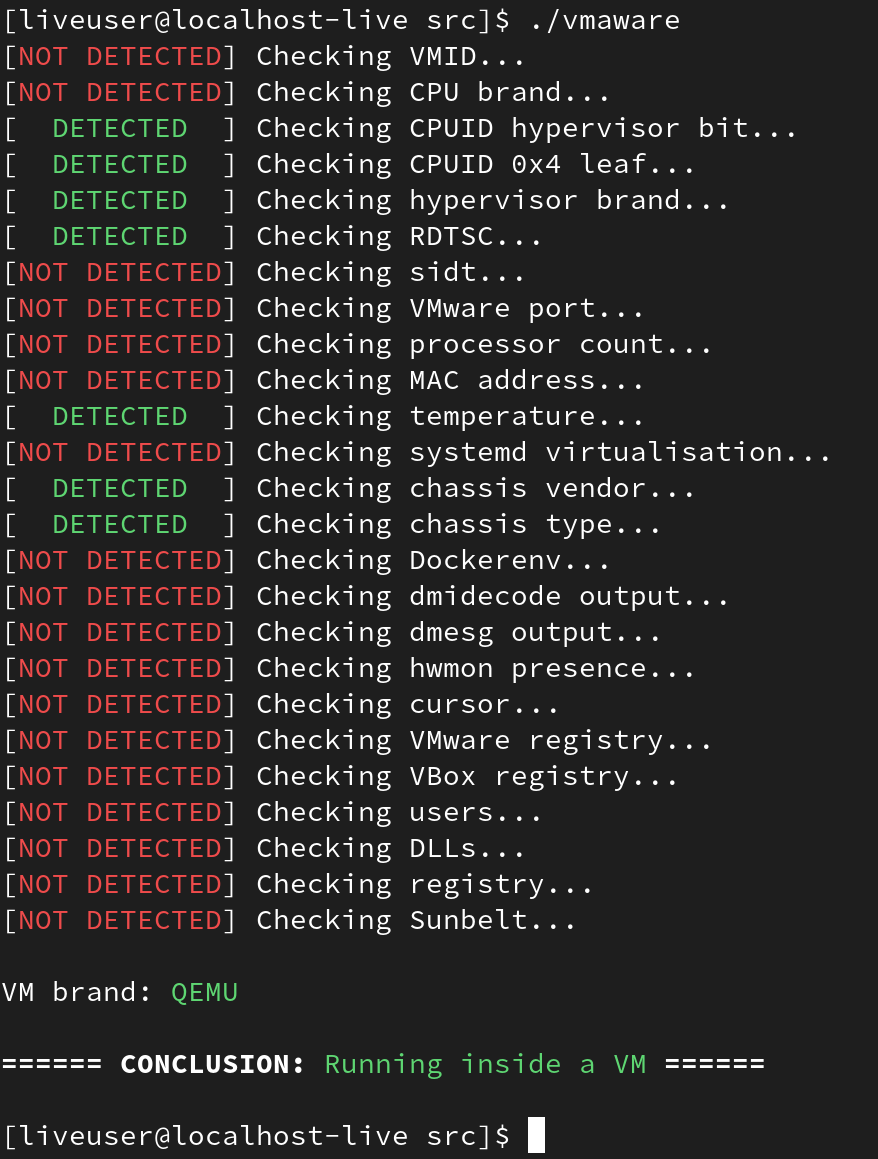 [liveuser@localhost-live src]$ ./vmaware
[NOT DETECTED] Checking VMID...
[NOT DETECTED] Checking CPU brand...
[  DETECTED  ] Checking CPUID hypervisor bit...
[  DETECTED  ] Checking CPUID 0x4 leaf...
[  DETECTED  ] Checking hypervisor brand...
[  DETECTED  ] Checking RDTSC...
[NOT DETECTED] Checking sidt...
[NOT DETECTED] Checking VMware port...
[NOT DETECTED] Checking processor count...
[NOT DETECTED] Checking MAC address...
[  DETECTED  ] Checking temperature...
[NOT DETECTED] Checking systemd virtualisation...
[  DETECTED  ] Checking chassis vendor...
[  DETECTED  ] Checking chassis type...
[NOT DETECTED] Checking Dockerenv...
[NOT DETECTED] Checking dmidecode output...
[NOT DETECTED] Checking dmesg output...
[NOT DETECTED] Checking hwmon presence...
[NOT DETECTED] Checking cursor...
[NOT DETECTED] Checking VMware registry...
[NOT DETECTED] Checking VBox registry...
[NOT DETECTED] Checking users...
[NOT DETECTED] Checking DLLs...
[NOT DETECTED] Checking registry...
[NOT DETECTED] Checking Sunbelt...
VM brand: QEMU
====== CONCLUSION: Running inside a VM ======
[liveuser@localhost-live src]$